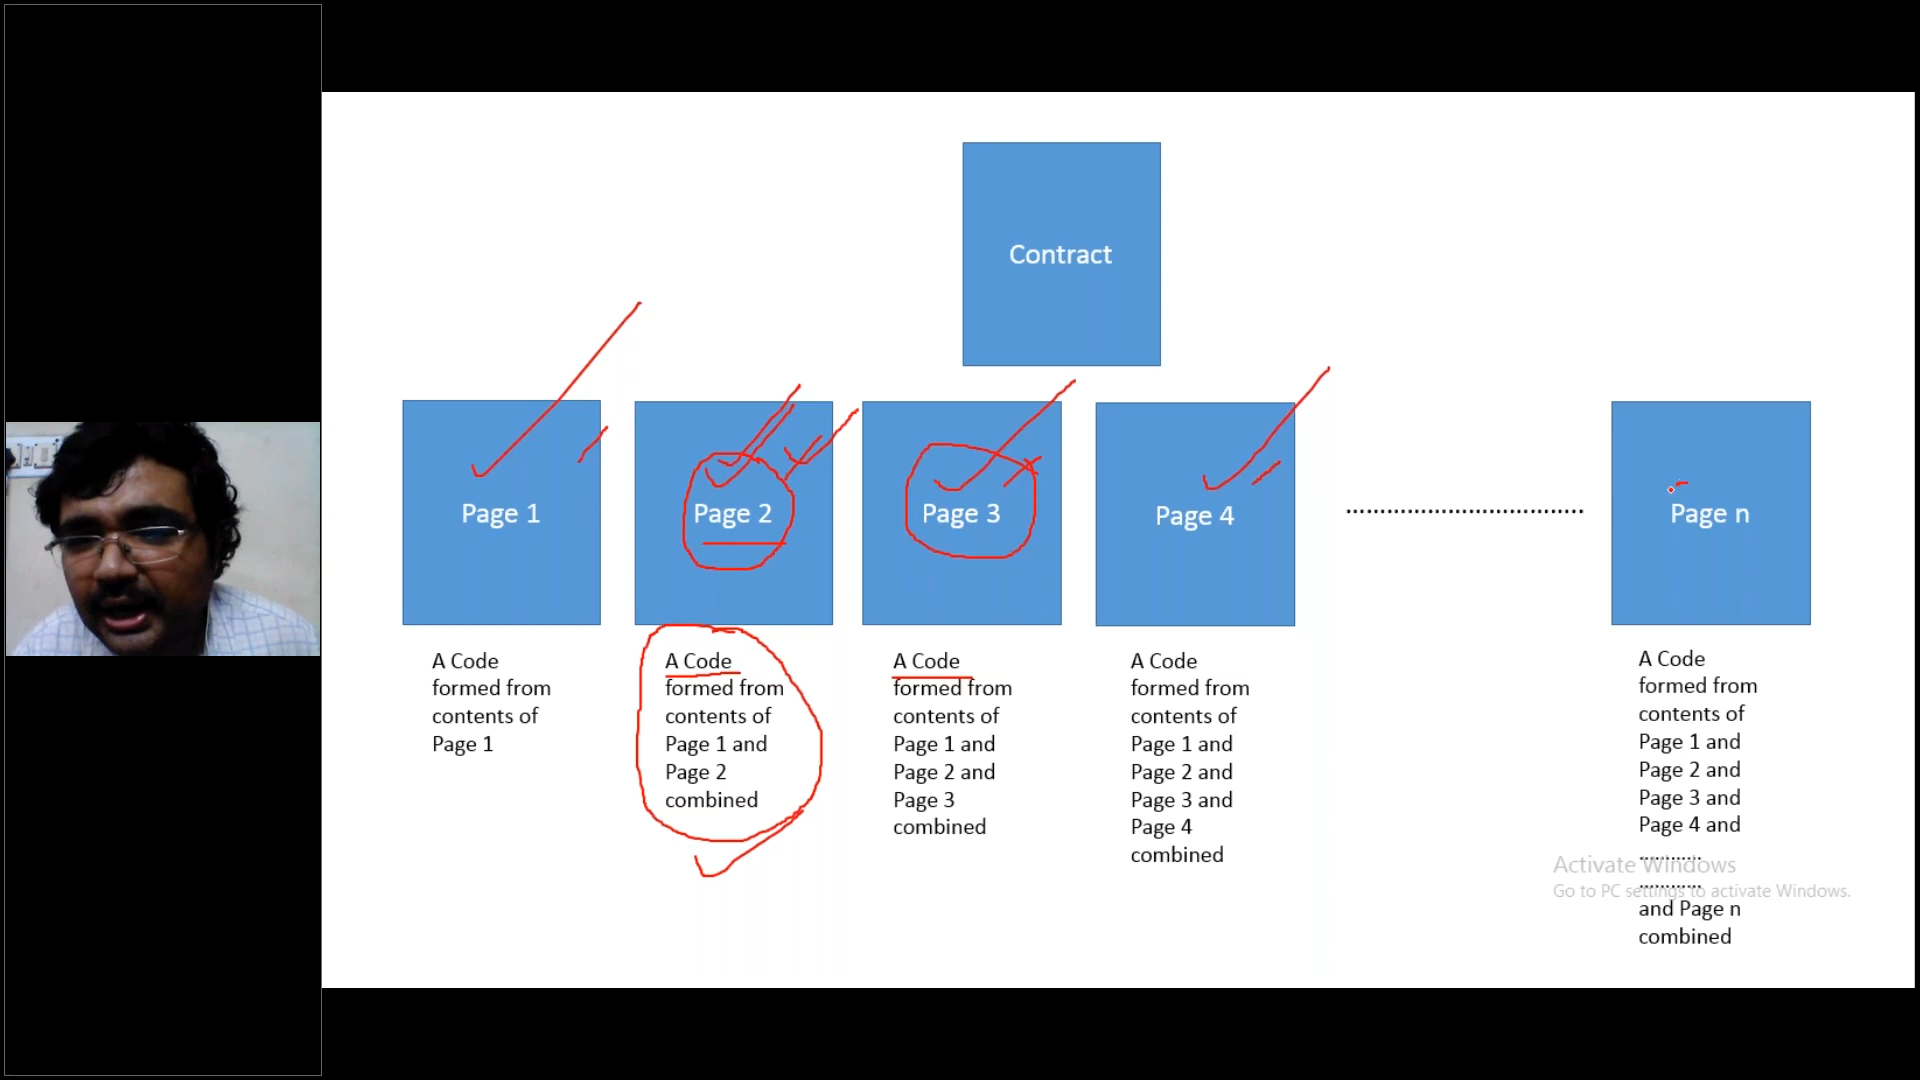 Contract
Page 1
Page 2
Page 3
Page 4
..................................
Page n
A Code
formed from
contents of
Page 1
A Code
formed from
contents of
Page 1 and
Page 2
combined
A Code
formed from
contents of
Page 1 and
Page 2 and
Page 3
combined
A Code
formed from
contents of
Page 1 and
Page 2 and
Page 3 and
Page 4
combined
A Code
formed from
contents of
Page 1 and
Page 2 and
Page 3 and
Page 4 and
............
............
and Page n
combined
Activate Windows
Go to PC settings to activate Windows.